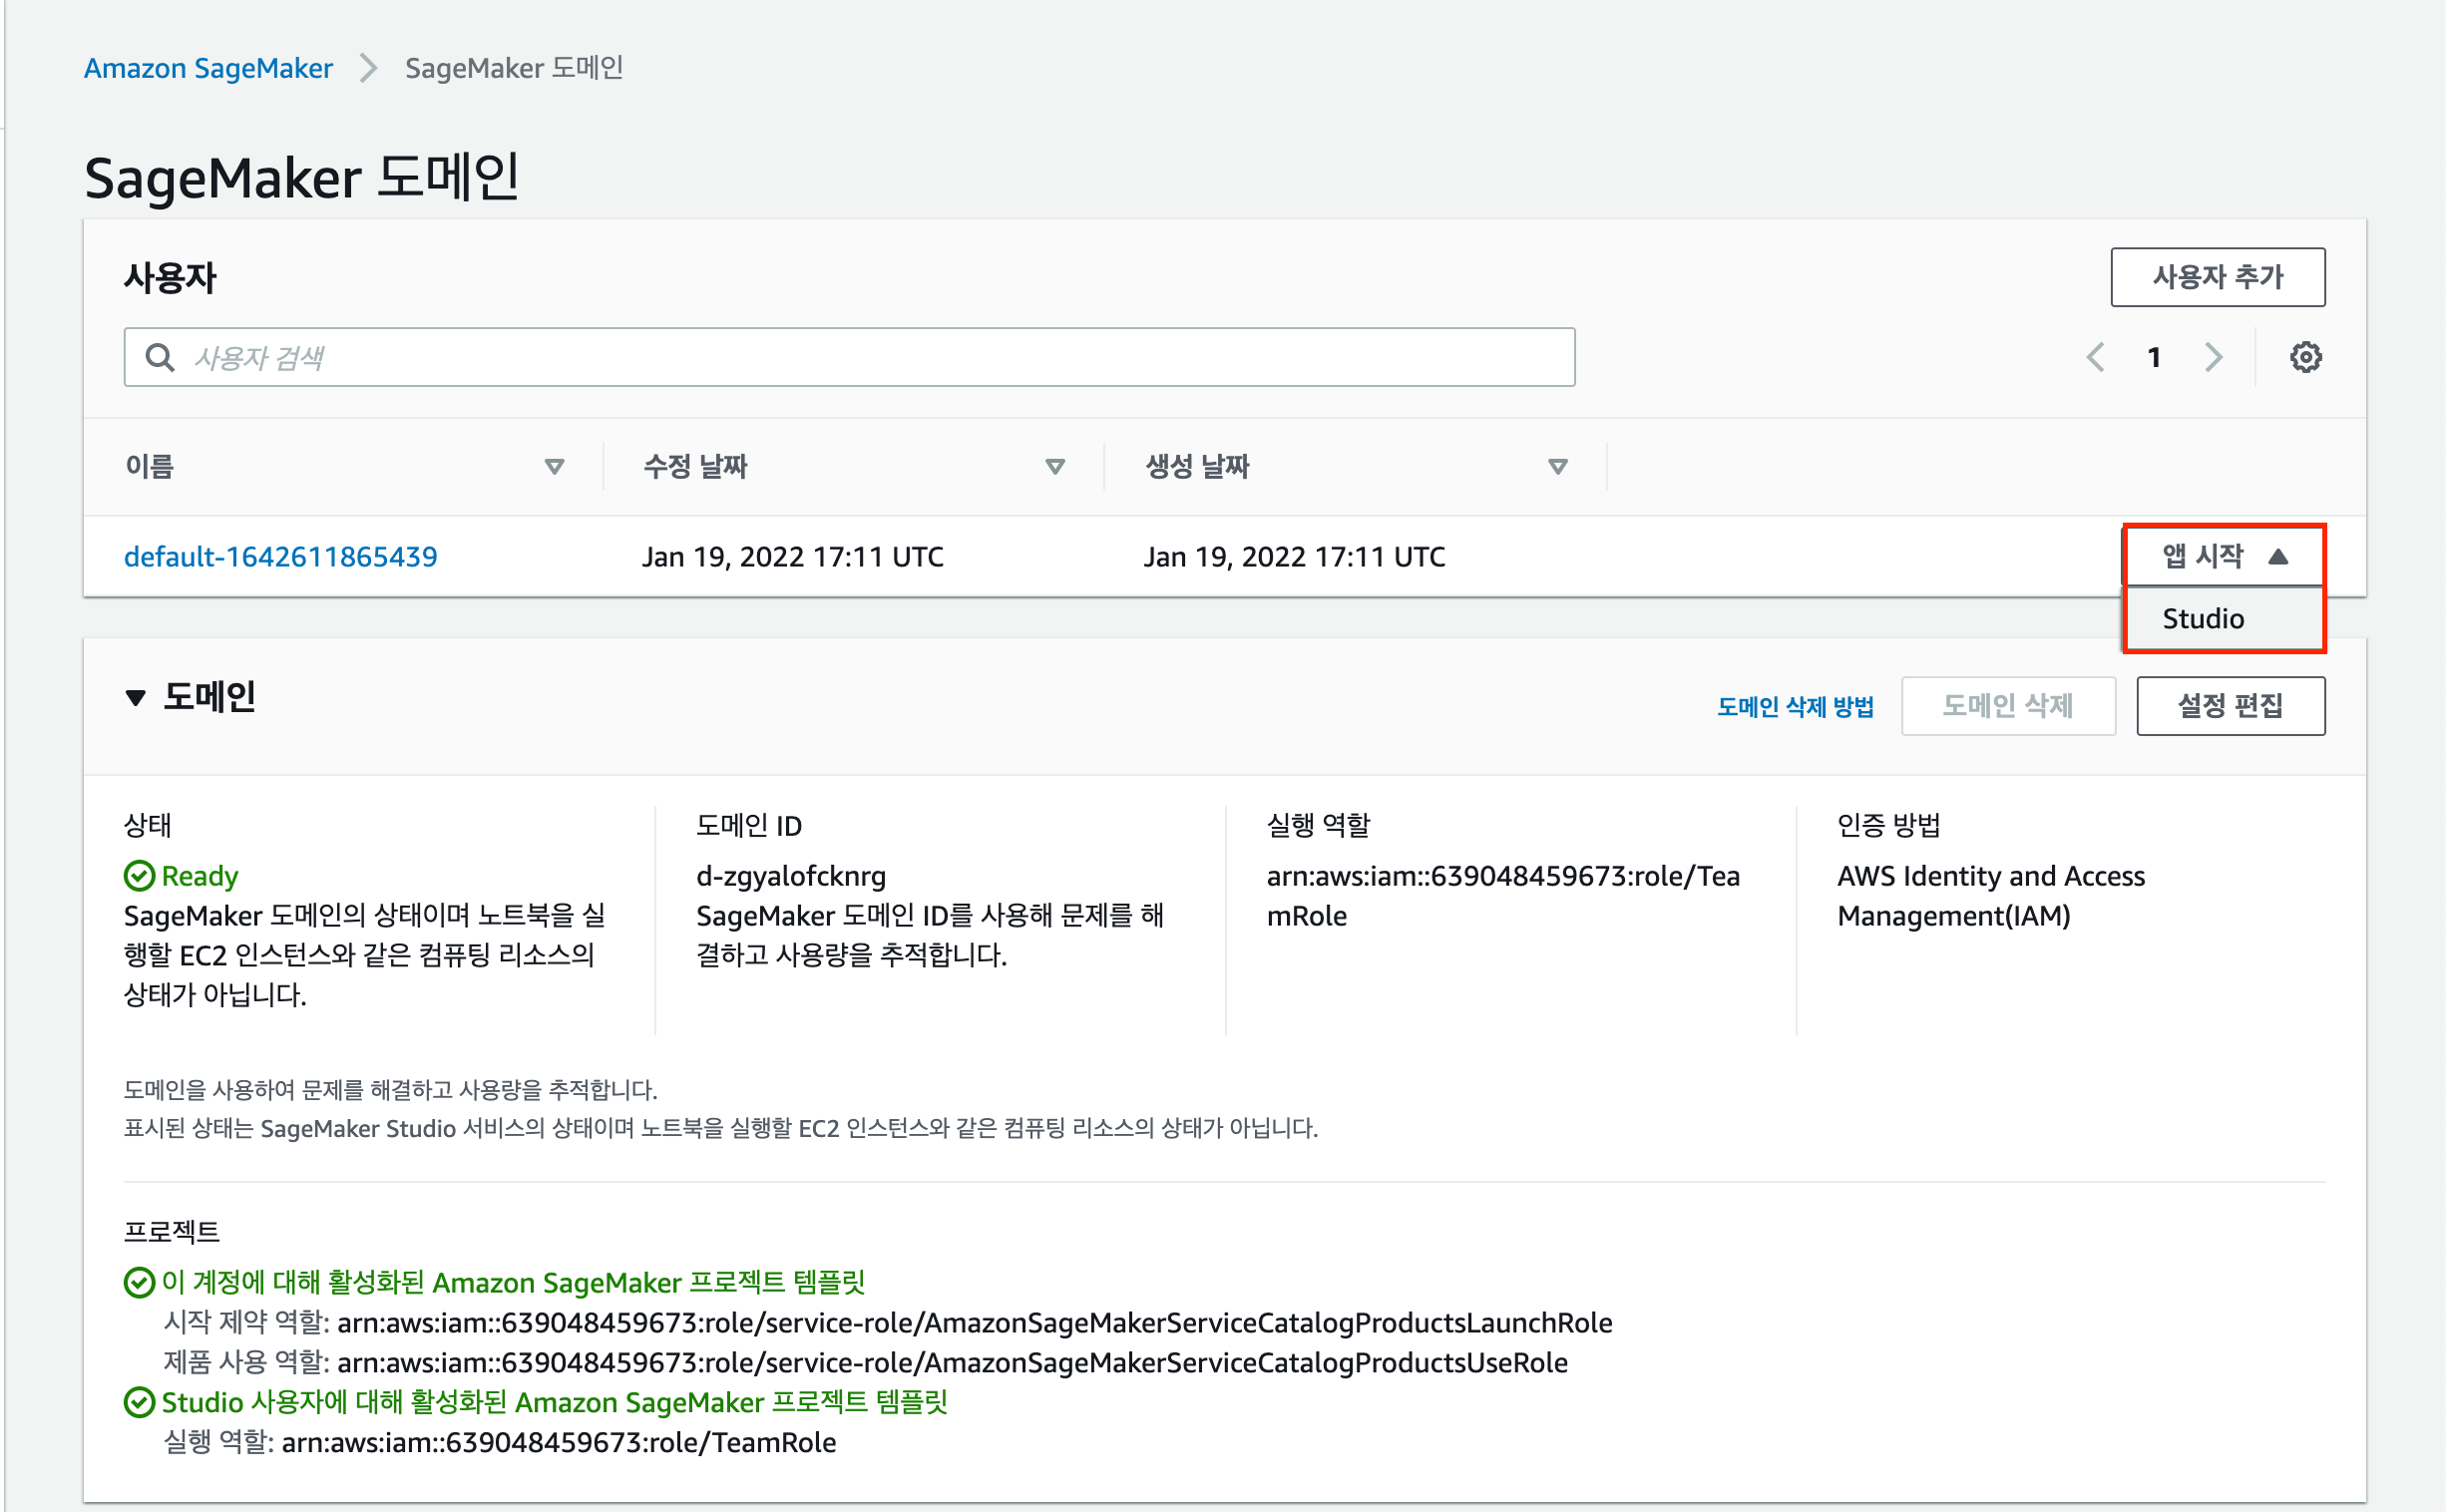 Amazon SageMaker
SageMaker 도메인
SageMaker 도메인
사용자
사용자 추가
사용자 검색
1
이름
수정 날짜
생성 날짜
default-1642611865439
Jan 19, 2022 17:11 UTC
Jan 19, 2022 17:11 UTC
앱 시작
Studio
도메인
도메인 삭제 방법
도메인 삭제
설정 편집
상태
Ready
SageMaker 도메인의 상태이며 노트북을 실
행할 EC2 인스턴스와 같은 컴퓨팅 리소스의
상태가 아닙니다.
도메인 ID
d-zgyalofcknrg
SageMaker 도메인 ID를 사용해 문제를 해
결하고 사용량을 추적합니다.
실행 역할
arn:aws:iam::639048459673:role/Tea
mRole
인증 방법
AWS Identity and Access
Management(IAM)
도메인을 사용하여 문제를 해결하고 사용량을 추적합니다.
표시된 상태는 SageMaker Studio 서비스의 상태이며 노트북을 실행할 EC2 인스턴스와 같은 컴퓨팅 리소스의 상태가 아닙니다.
프로젝트
이 계정에 대해 활성화된 Amazon SageMaker 프로젝트 템플릿
시작 제약 역할: arn:aws:iam::639048459673:role/service-role/AmazonSageMakerServiceCatalogProductsLaunchRole
제품 사용 역할: arn:aws:iam::639048459673:role/service-role/AmazonSageMakerServiceCatalogProductsUseRole
Studio 사용자에 대해 활성화된 Amazon SageMaker 프로젝트 템플릿
실행 역할: arn:aws:iam::639048459673:role/TeamRole